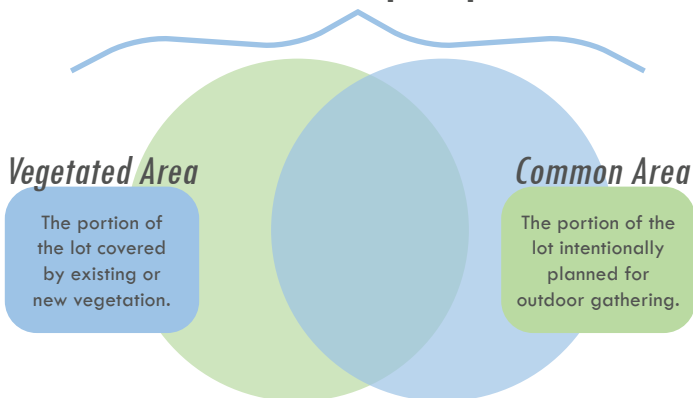 Vegetated Area
The portion of
the lot covered
by existing or
new vegetation.
Common Area
The portion of the
lot intentionally
planned for
outdoor gathering.